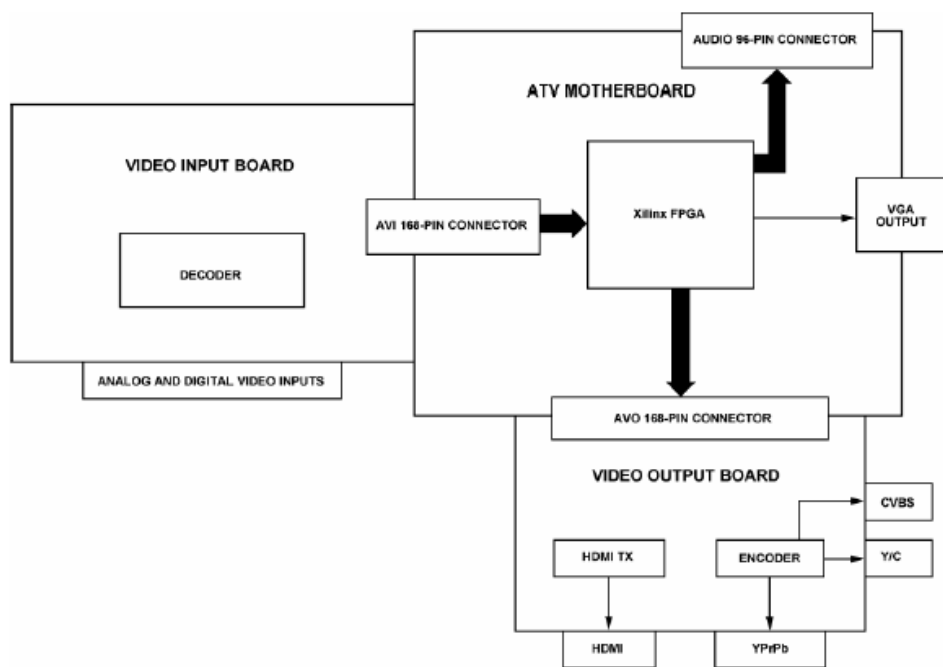 AUDIO 96-PIN CONNECTOR
ATV MOTHERBOARD
VIDEO INPUT BOARD
AVI 168-PIN CONNECTOR
Xilinx FPGA
VGA
OUTPUT
DECODER
ANALOG AND DIGITAL VIDEO INPUTS
AVO 168-PIN CONNECTOR
VIDEO OUTPUT BOARD
CVBS
HDMI TX
ENCODER
Y/C
HDMI
YPrPb